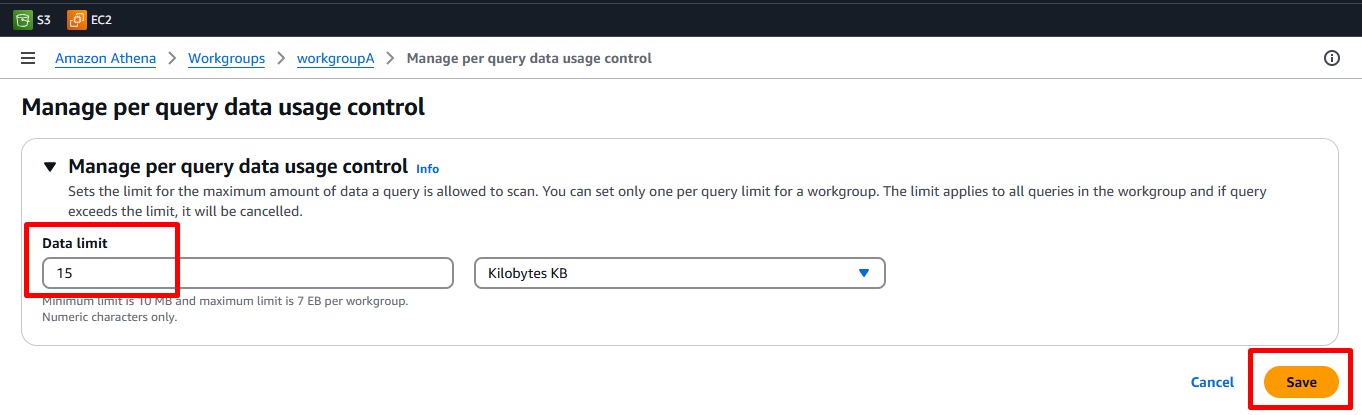 S3 EC2
Amazon Athena > Workgroups > workgroupA > Manage per query data usage control
Manage per query data usage control
Manage per query data usage control Info
Sets the limit for the maximum amount of data a query is allowed to scan. You can set only one per query limit for a workgroup. The limit applies to all queries in the workgroup and if query
exceeds the limit, it will be cancelled.
Data limit
15 Kilobytes KB
Minimum limit is 10 MB and maximum limit is 7 EB per workgroup.
Numeric characters only.
Cancel Save